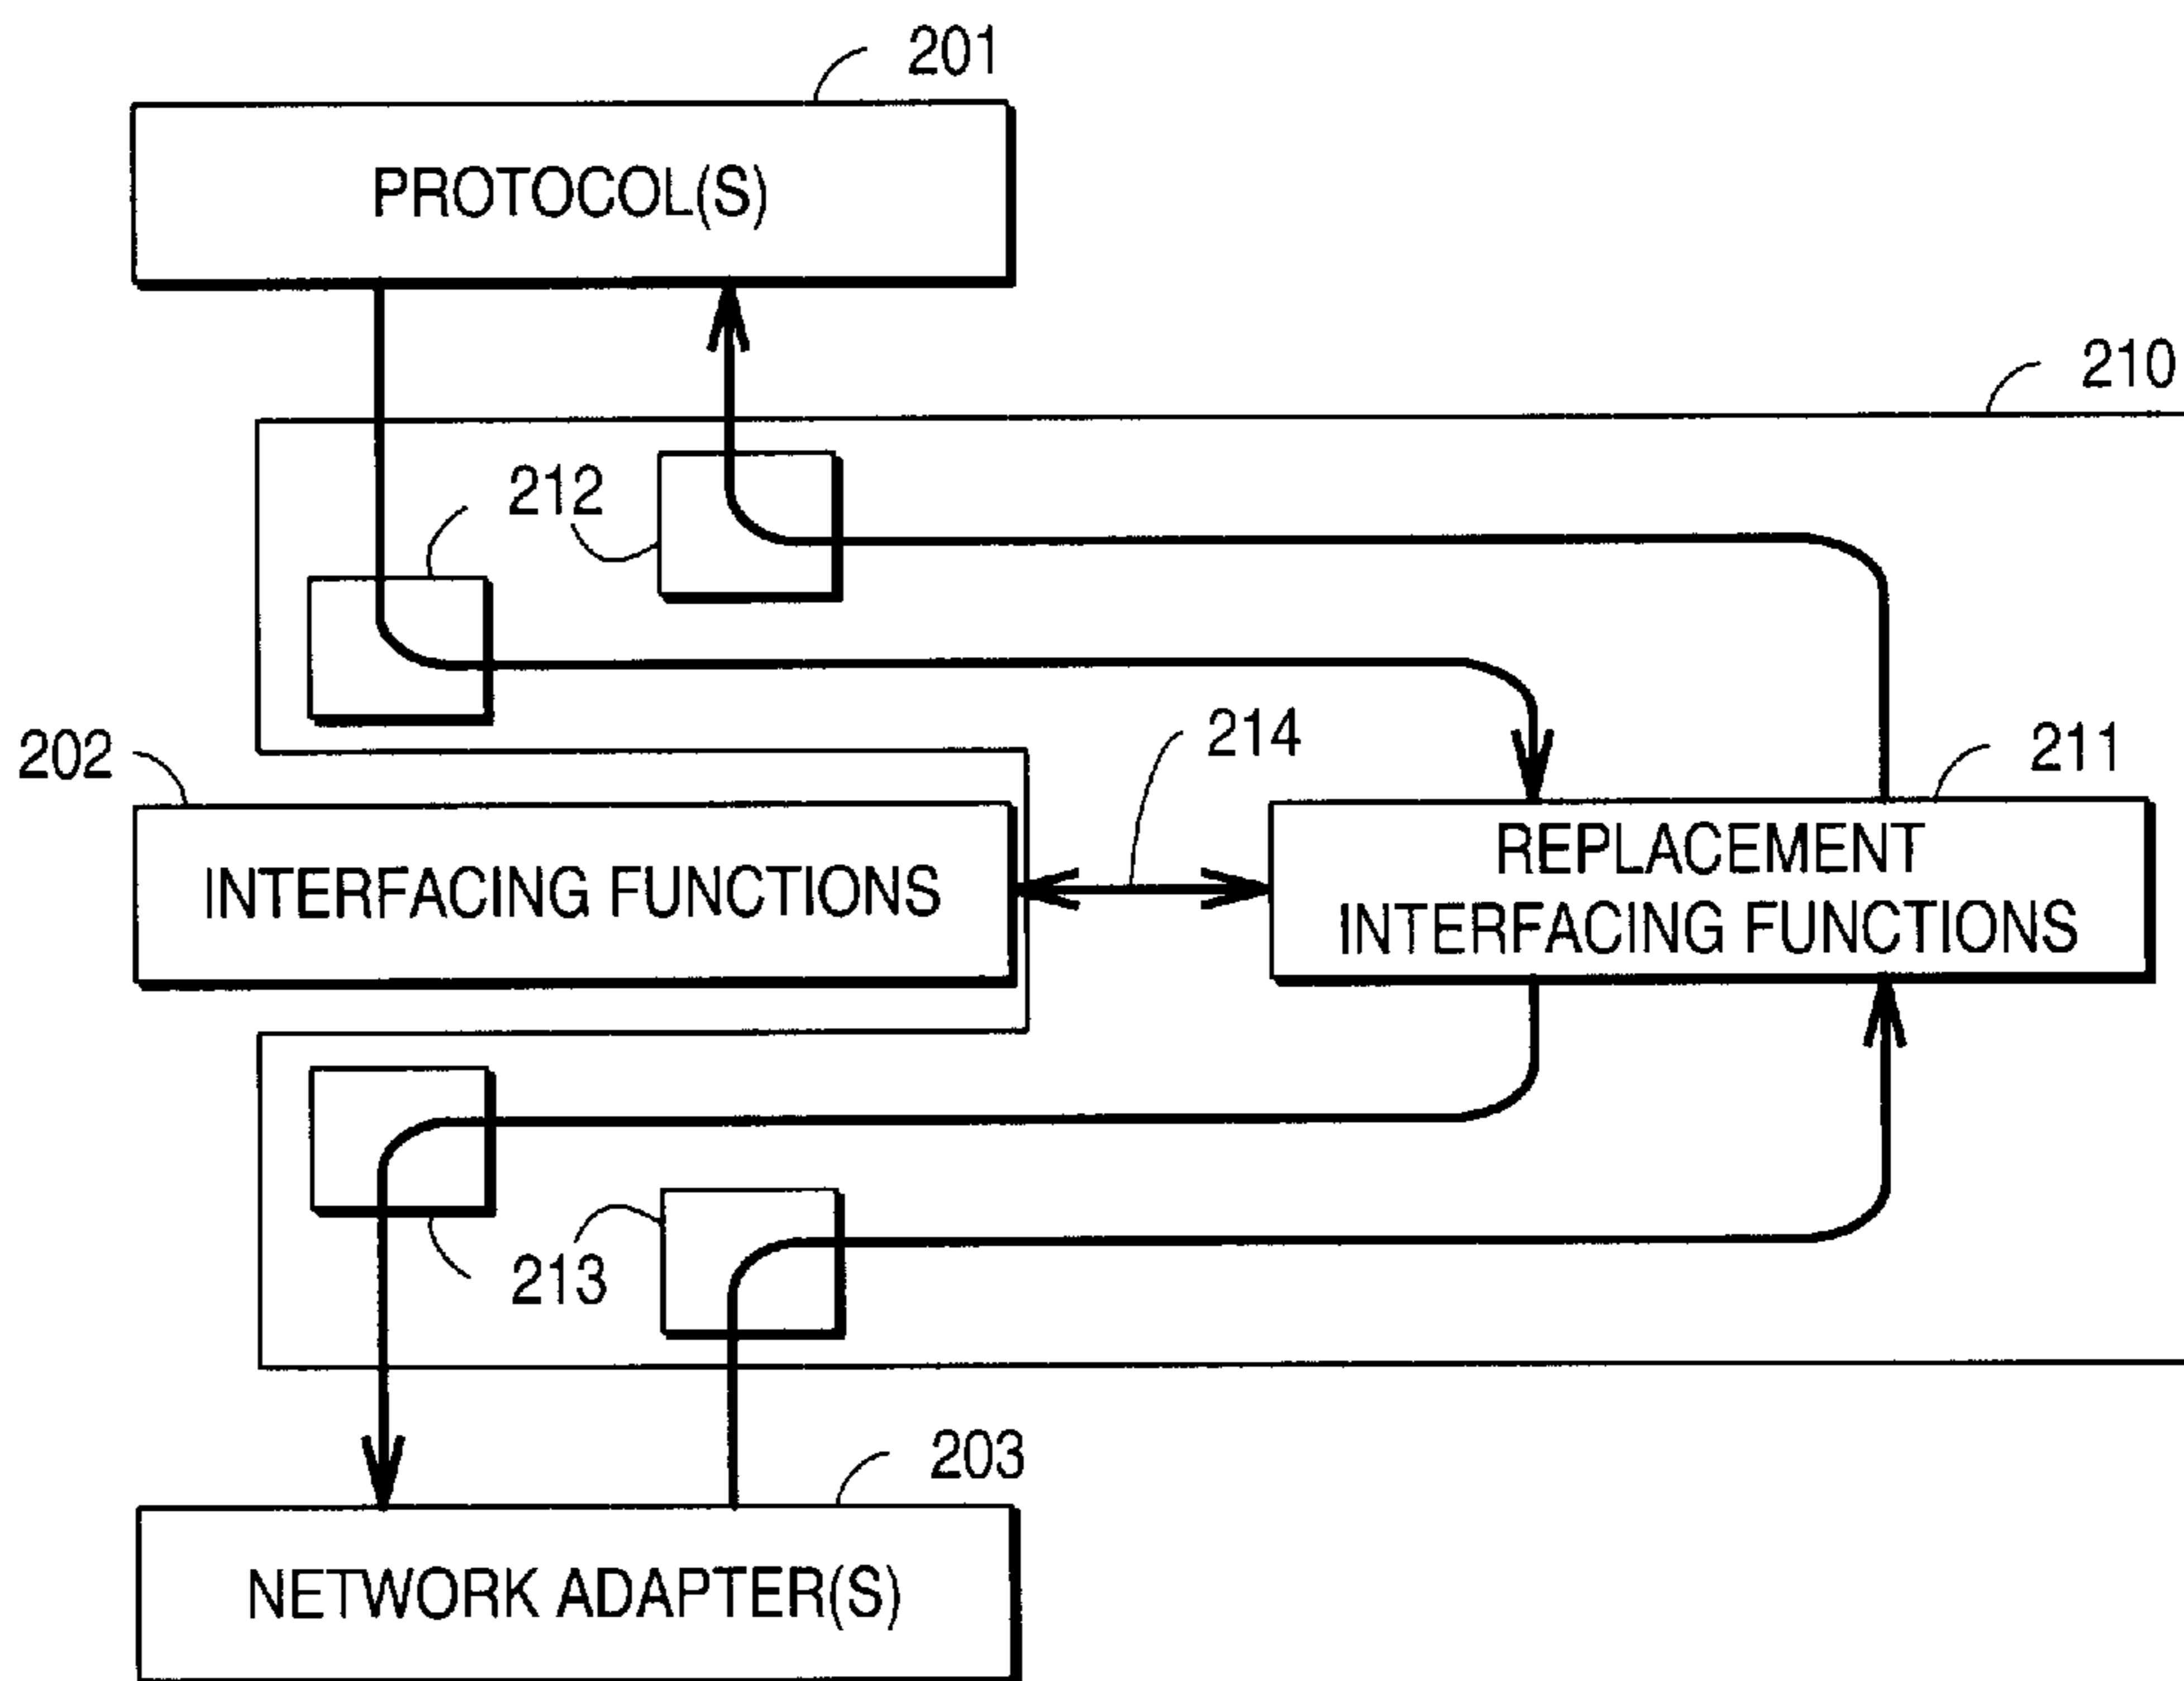 201
PROTOCOL(S)
210
212
202
214
211
INTERFACING FUNCTIONS
REPLACEMENT
INTERFACING FUNCTIONS
213
203
NETWORK ADAPTER(S)